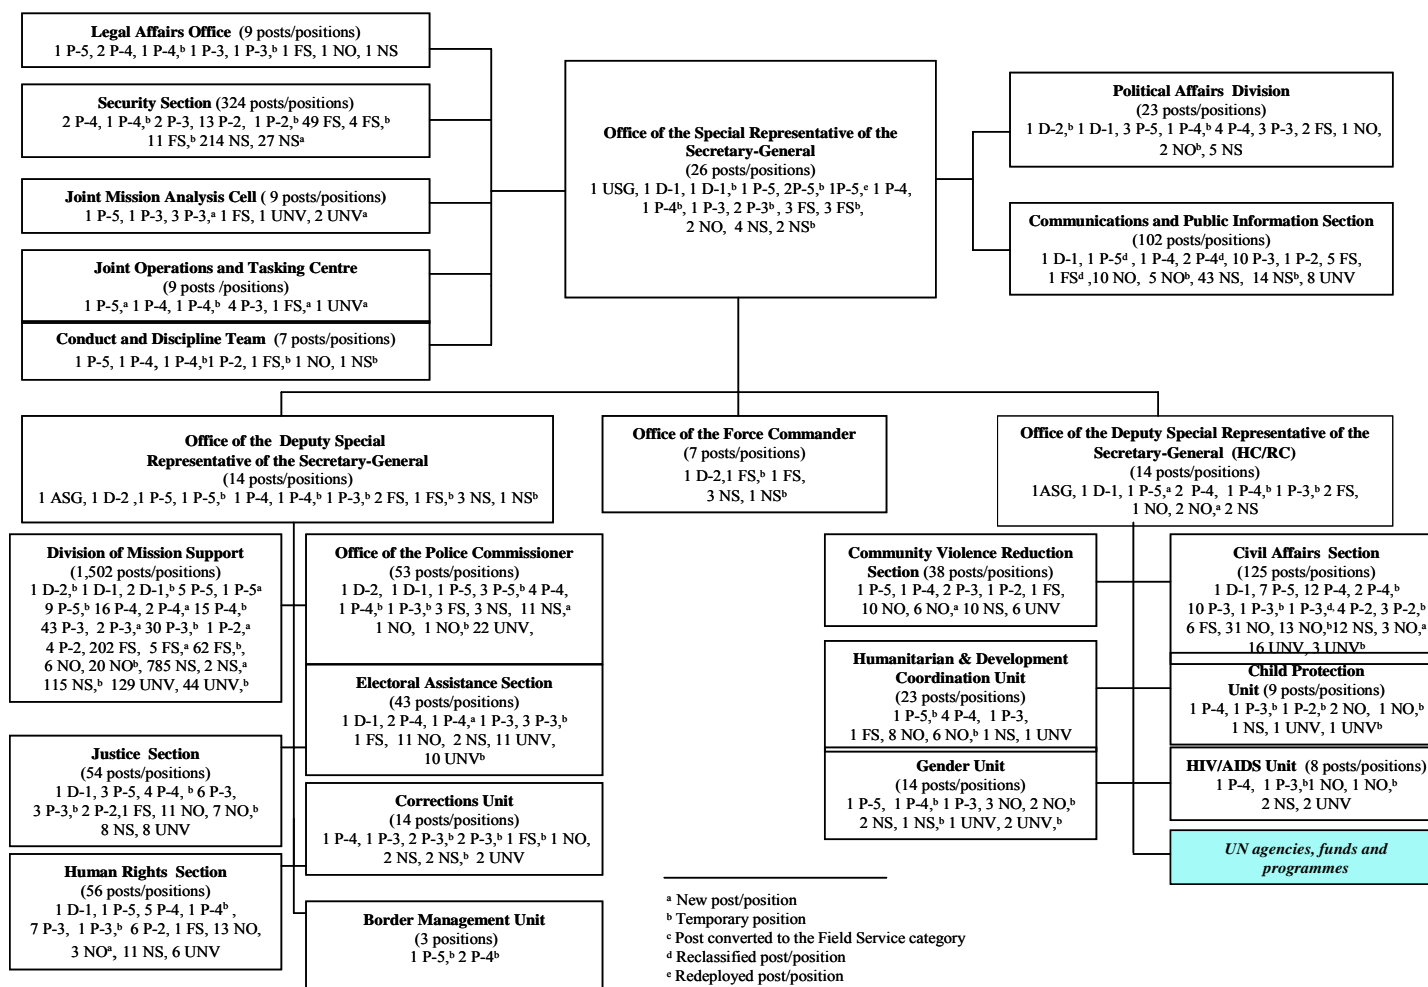 Legal Affairs Office (9 posts/positions)
1 P-5, 2 P-4, 1 P-4,ᵇ 1 P-3, 1 P-3,ᵇ 1 FS, 1 NO, 1 NS
Security Section (324 posts/positions)
2 P-4, 1 P-4,ᵇ 2 P-3, 13 P-2, 1 P-2,ᵇ 49 FS, 4 FS,ᵇ
11 FS,ᵇ 214 NS, 27 NSᵃ
Joint Mission Analysis Cell ( 9 posts/positions)
1 P-5, 1 P-3, 3 P-3,ᵃ 1 FS, 1 UNV, 2 UNVᵃ
Joint Operations and Tasking Centre
(9 posts /positions)
1 P-5,ᵃ 1 P-4, 1 P-4,ᵇ 4 P-3, 1 FS,ᵃ 1 UNVᵃ
Conduct and Discipline Team (7 posts/positions)
1 P-5, 1 P-4, 1 P-4,ᵇ1 P-2, 1 FS,ᵇ 1 NO, 1 NSᵇ
Office of the Special Representative of the
Secretary-General
(26 posts/positions)
1 USG, 1 D-1, 1 D-1,ᵇ 1 P-5, 2P-5,ᵇ 1P-5,ᵉ 1 P-4,
1 P-4ᵇ, 1 P-3, 2 P-3ᵇ, 3 FS, 3 FSᵇ,
2 NO, 4 NS, 2 NSᵇ
Political Affairs Division
(23 posts/positions)
1 D-2,ᵇ 1 D-1, 3 P-5, 1 P-4,ᵇ 4 P-4, 3 P-3, 2 FS, 1 NO,
2 NOᵇ, 5 NS
Communications and Public Information Section
(102 posts/positions)
1 D-1, 1 P-5ᵈ , 1 P-4, 2 P-4ᵈ, 10 P-3, 1 P-2, 5 FS,
1 FSᵈ ,10 NO, 5 NOᵇ, 43 NS, 14 NSᵇ, 8 UNV
Office of the Deputy Special
Representative of the Secretary-General
(14 posts/positions)
1 ASG, 1 D-2 ,1 P-5, 1 P-5,ᵇ 1 P-4, 1 P-4,ᵇ 1 P-3,ᵇ 2 FS, 1 FS,ᵇ 3 NS, 1 NSᵇ
Office of the Force Commander
(7 posts/positions)
1 D-2,1 FS,ᵇ 1 FS,
3 NS, 1 NSᵇ
Office of the Deputy Special Representative of the
Secretary-General (HC/RC)
(14 posts/positions)
1ASG, 1 D-1, 1 P-5,ᵃ 2 P-4, 1 P-4,ᵇ 1 P-3,ᵇ 2 FS,
1 NO, 2 NO,ᵃ 2 NS
Division of Mission Support
(1,502 posts/positions)
1 D-2,ᵇ 1 D-1, 2 D-1,ᵇ 5 P-5, 1 P-5ᵃ
9 P-5,ᵇ 16 P-4, 2 P-4,ᵃ 15 P-4,ᵇ
43 P-3, 2 P-3,ᵃ 30 P-3,ᵇ 1 P-2,ᵃ
4 P-2, 202 FS, 5 FS,ᵃ 62 FS,ᵇ,
6 NO, 20 NOᵇ, 785 NS, 2 NS,ᵃ
115 NS,ᵇ 129 UNV, 44 UNV,ᵇ
Office of the Police Commissioner
(53 posts/positions)
1 D-2, 1 D-1, 1 P-5, 3 P-5,ᵇ 4 P-4,
1 P-4,ᵇ 1 P-3,ᵇ 3 FS, 3 NS, 11 NS,ᵃ
1 NO, 1 NO,ᵇ 22 UNV,
Electoral Assistance Section
(43 posts/positions)
1 D-1, 2 P-4, 1 P-4,ᵃ 1 P-3, 3 P-3,ᵇ
1 FS, 11 NO, 2 NS, 11 UNV,
10 UNVᵇ
Justice Section
(54 posts/positions)
1 D-1, 3 P-5, 4 P-4, ᵇ 6 P-3,
3 P-3,ᵇ 2 P-2,1 FS, 11 NO, 7 NO,ᵇ
8 NS, 8 UNV
Corrections Unit
(14 posts/positions)
1 P-4, 1 P-3, 2 P-3,ᵇ 2 P-3,ᵇ 1 FS,ᵇ 1 NO,
2 NS, 2 NS,ᵇ 2 UNV
Human Rights Section
(56 posts/positions)
1 D-1, 1 P-5, 5 P-4, 1 P-4ᵇ ,
7 P-3, 1 P-3,ᵇ 6 P-2, 1 FS, 13 NO,
3 NOᵃ, 11 NS, 6 UNV
Border Management Unit
(3 positions)
1 P-5,ᵇ 2 P-4ᵇ
Community Violence Reduction
Section (38 posts/positions)
1 P-5, 1 P-4, 2 P-3, 1 P-2, 1 FS,
10 NO, 6 NO,ᵃ 10 NS, 6 UNV
Civil Affairs Section
(125 posts/positions)
1 D-1, 7 P-5, 12 P-4, 2 P-4,ᵇ
10 P-3, 1 P-3,ᵇ 1 P-3,ᵈ 4 P-2, 3 P-2,ᵇ
6 FS, 31 NO, 13 NO,ᵇ12 NS, 3 NO,ᵃ
16 UNV, 3 UNVᵇ
Humanitarian & Development
Coordination Unit
(23 posts/positions)
1 P-5,ᵇ 4 P-4, 1 P-3,
1 FS, 8 NO, 6 NO,ᵇ 1 NS, 1 UNV
Child Protection
Unit (9 posts/positions)
1 P-4, 1 P-3,ᵇ 1 P-2,ᵇ 2 NO, 1 NO,ᵇ
1 NS, 1 UNV, 1 UNVᵇ
Gender Unit
(14 posts/positions)
1 P-5, 1 P-4,ᵇ 1 P-3, 3 NO, 2 NO,ᵇ
2 NS, 1 NS,ᵇ 1 UNV, 2 UNV,ᵇ
HIV/AIDS Unit (8 posts/positions)
1 P-4, 1 P-3,ᵇ1 NO, 1 NO,ᵇ
2 NS, 2 UNV
UN agencies, funds and
programmes
ᵃ New post/position
ᵇ Temporary position
ᶜ Post converted to the Field Service category
ᵈ Reclassified post/position
ᵉ Redeployed post/position